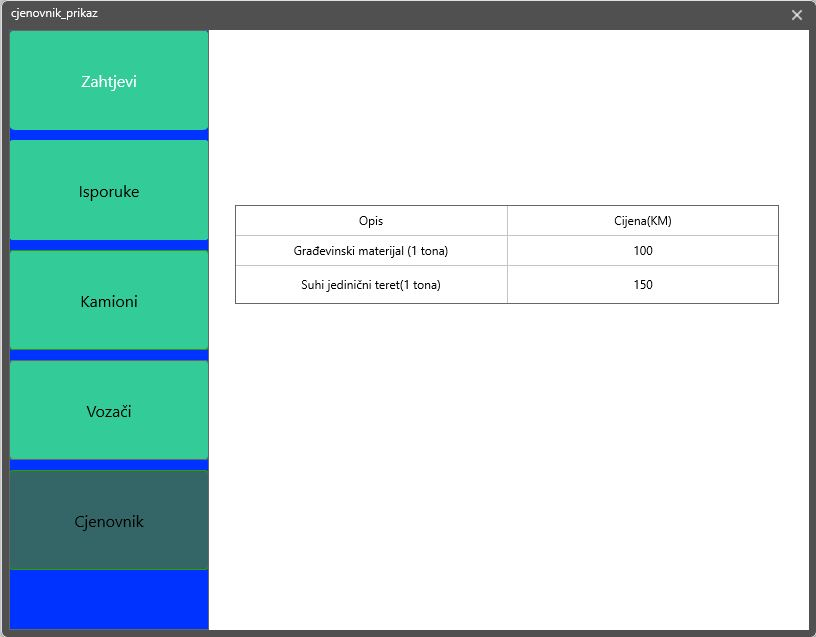 cjenovnik_prikaz
Zahtjevi
Isporuke
Kamioni
Vozači
Cjenovnik
Opis Cijena(KM)
Građevinski materijal (1 tona) 100
Suhi jedinični teret(1 tona) 150